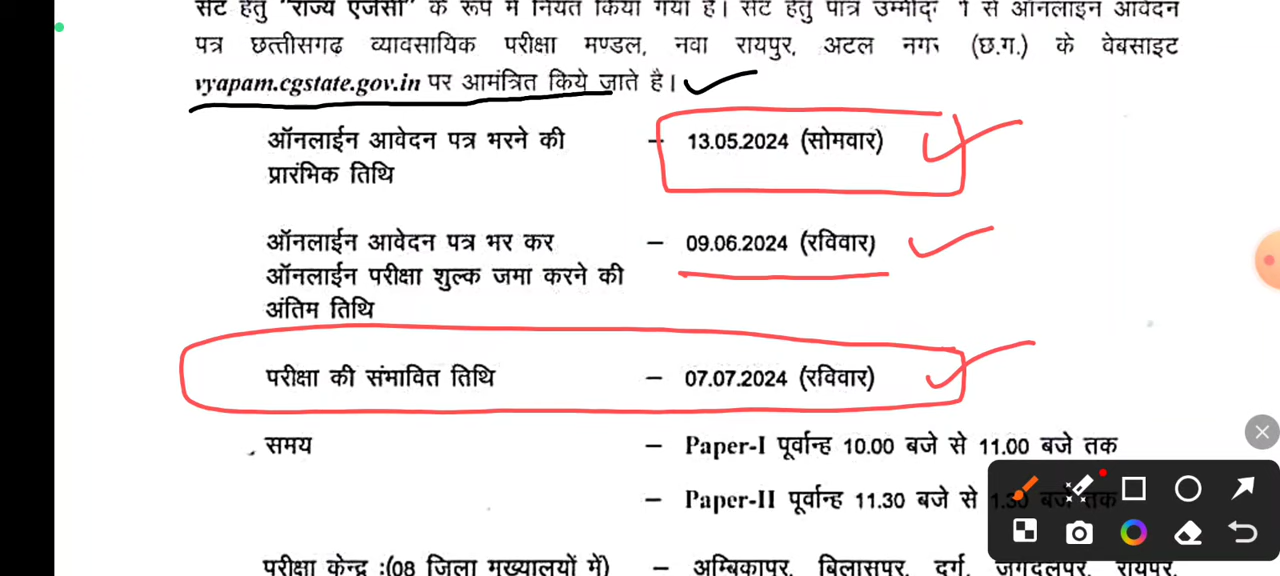 सेट हेतु "राज्य एजेंसी" के रूप में नियत किया गया है। सेट हेतु पात्र से ऑनलाईन आवेदन
पत्र छत्तीसगढ़ व्यावसायिक परीक्षा मण्डल, नवा रायपुर, अटल नगर (छ.ग.) के वेबसाइट
vyapam.cgstate.gov.in पर आमंत्रित किये जाते है।
ऑनलाईन आवेदन पत्र भरने की – 13.05.2024 (सोमवार)
प्रारंभिक तिथि
ऑनलाईन आवेदन पत्र भर कर – 09.06.2024 (रविवार)
ऑनलाईन परीक्षा शुल्क जमा करने की
अंतिम तिथि
परीक्षा की संभावित तिथि – 07.07.2024 (रविवार)
समय – Paper-I पूर्वान्ह 10.00 बजे से 11.00 बजे तक
– Paper-II पूर्वान्ह 11.30 बजे से 1.30 बजे तक
परीक्षा केन्द्र :(08 जिला मुख्यालयों में) – अम्बिकापुर, बिलासपुर, दुर्ग, जगदलपुर, रायपुर,